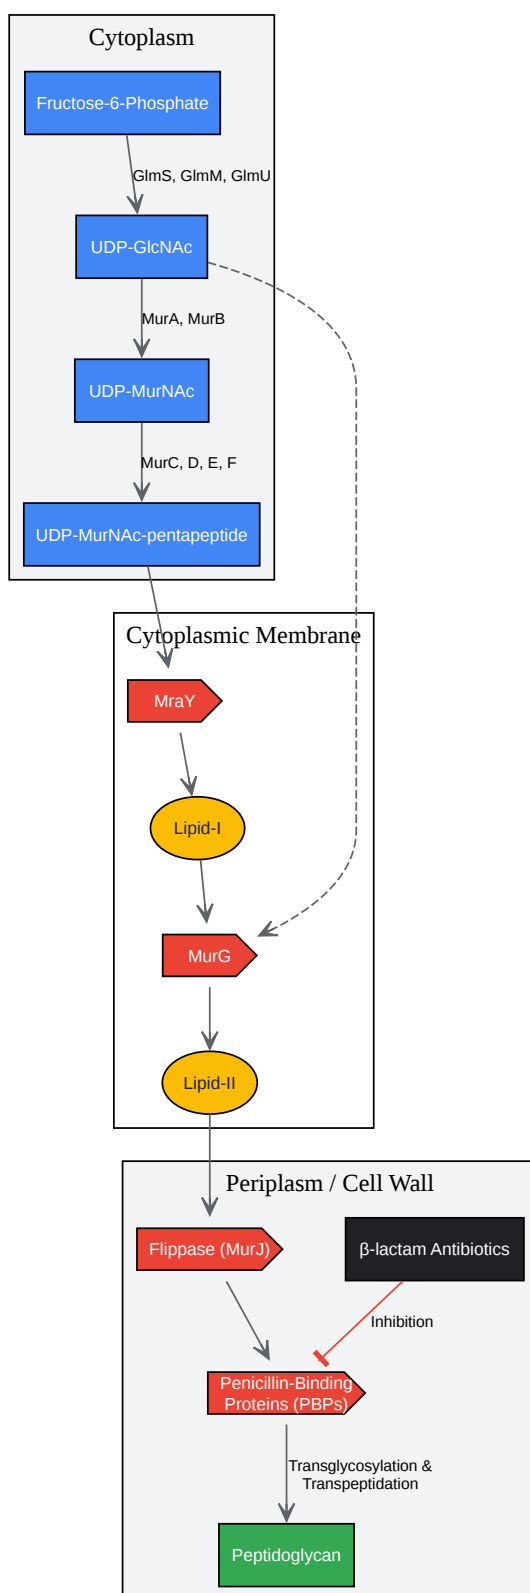 Cytoplasm
Fructose-6-Phosphate
GlmS, GlmM, GlmU
UDP-GlcNAc
MurA, MurB
UDP-MurNAc
MurC, D, E, F
UDP-MurNAc-pentapeptide
Cytoplasmic Membrane
MraY
Lipid-I
MurG
Lipid-II
Periplasm / Cell Wall
Flippase (MurJ)
β-lactam Antibiotics
Inhibition
Penicillin-Binding
Proteins (PBPs)
Transglycosylation &
Transpeptidation
Peptidoglycan